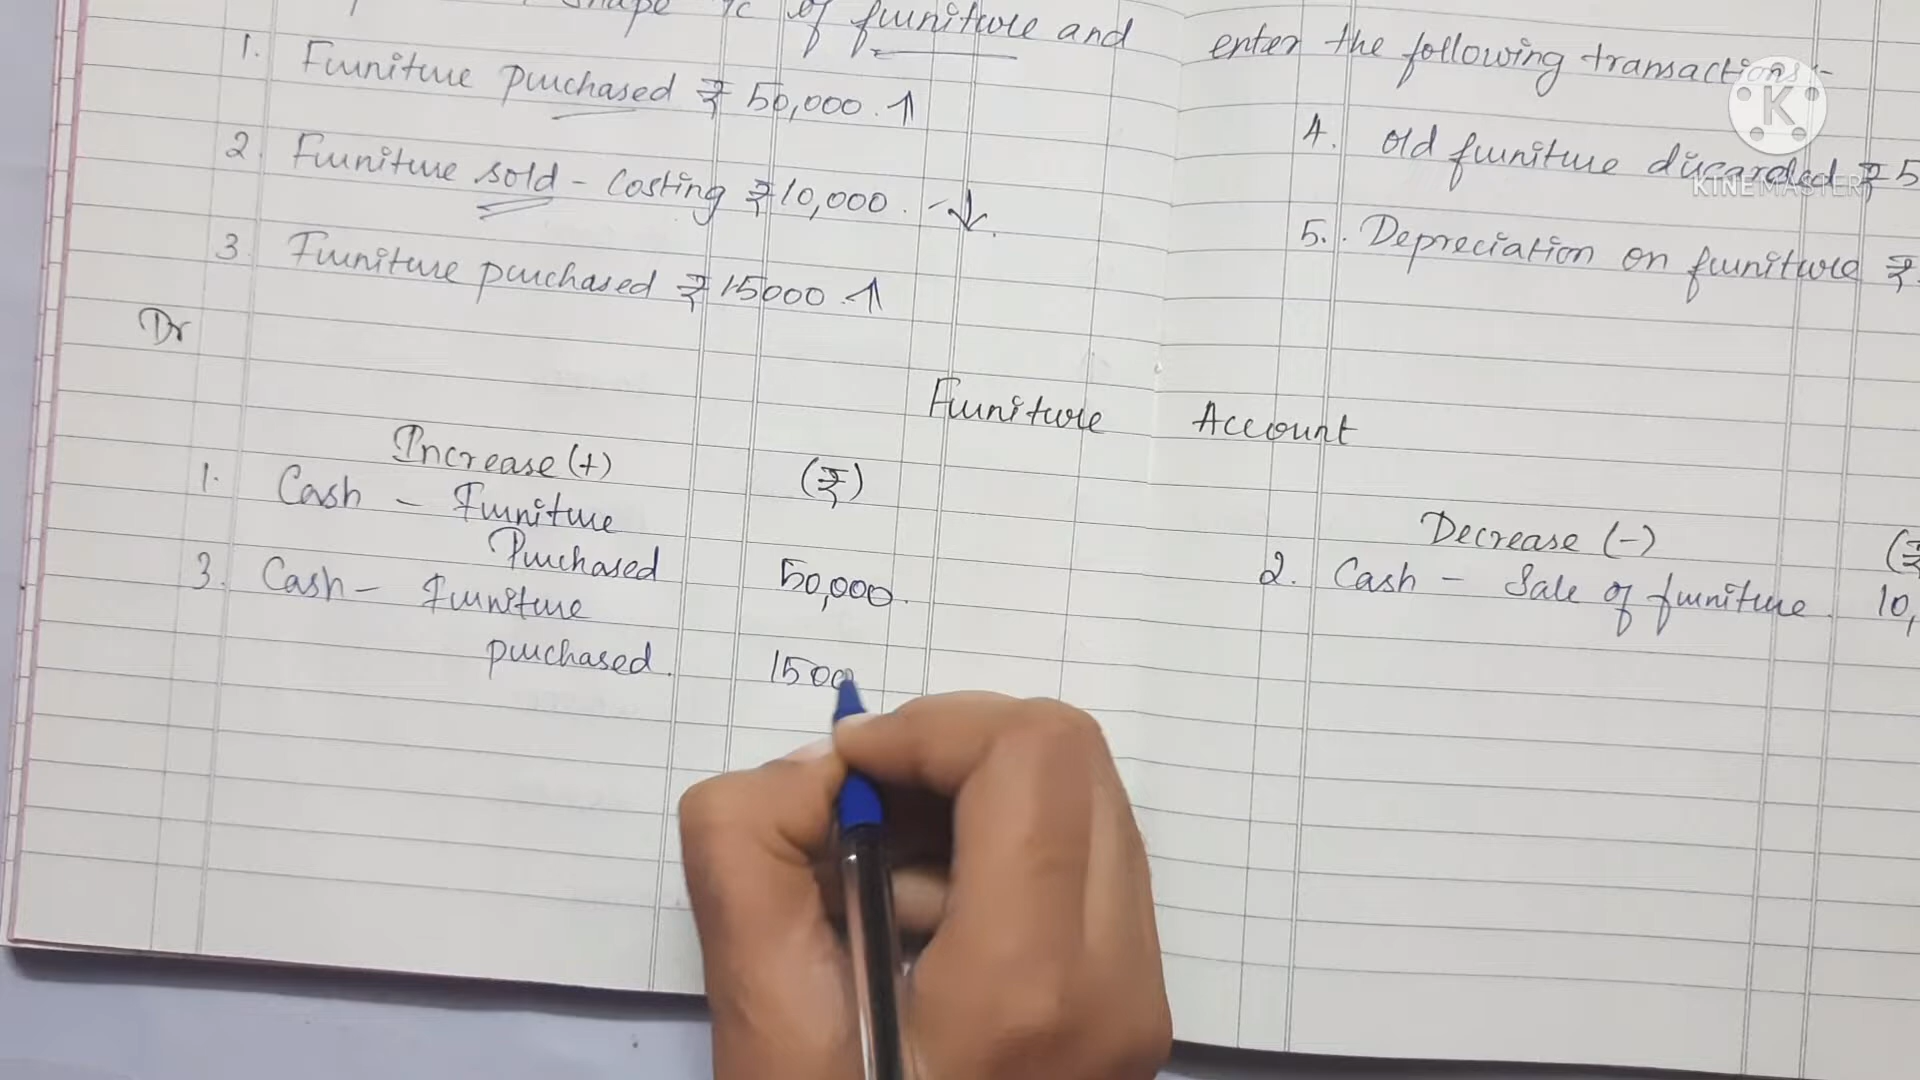 of furniture and enter the following transactions:-
1. Furniture purchased ₹ 50,000. ↑
2. Furniture sold - Costing ₹ 10,000. - ↓
3. Furniture purchased ₹ 15000. ↑
4. Old furniture discarded ₹ 5
5. Depreciation on furniture ₹
K
KINEMASTER
Dr
Furniture Account
Increase (+) (₹)
1. Cash - Furniture
Purchased 50,000.
3. Cash - Furniture
purchased. 1500
Decrease (-) (₹
2. Cash - Sale of furniture. 10,